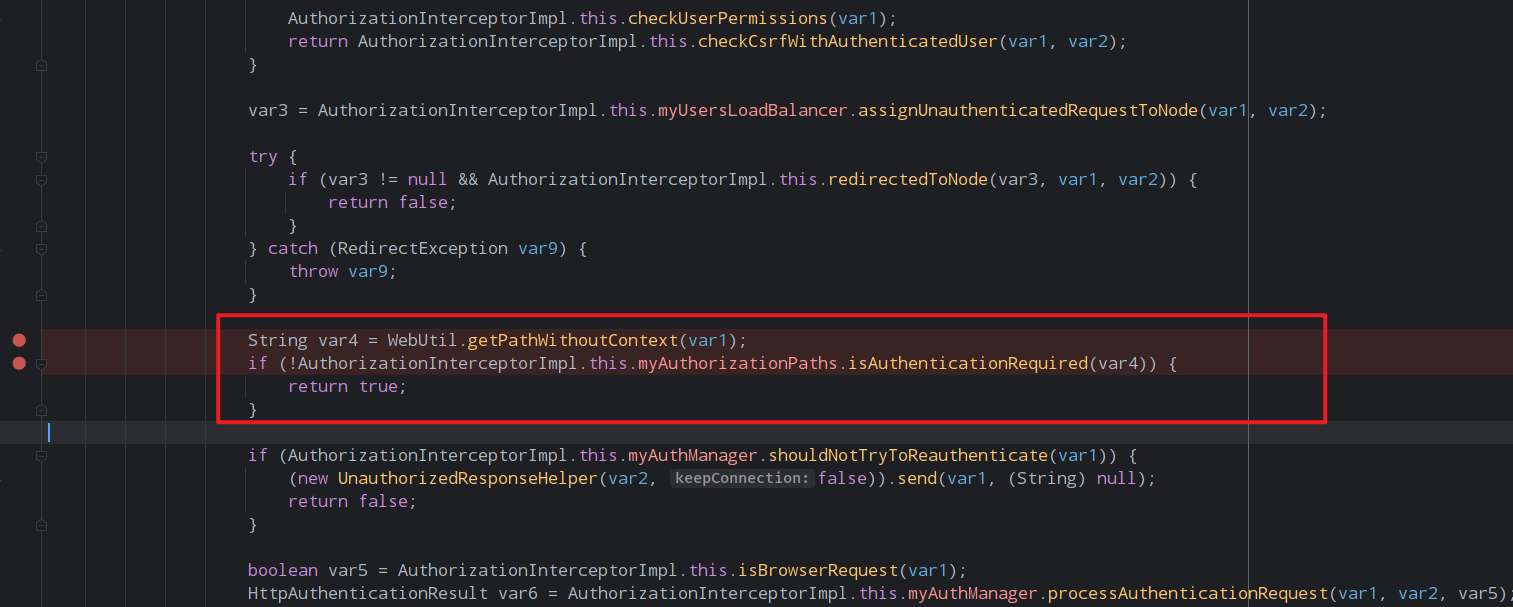 AuthorizationInterceptorImpl.this.checkUserPermissions(var1);
return AuthorizationInterceptorImpl.this.checkCsrfWithAuthenticatedUser(var1, var2);
}
var3 = AuthorizationInterceptorImpl.this.myUsersLoadBalancer.assignUnauthenticatedRequestToNode(var1, var2);
try {
if (var3 != null && AuthorizationInterceptorImpl.this.redirectedToNode(var3, var1, var2)) {
return false;
}
} catch (RedirectException var9) {
throw var9;
}
String var4 = WebUtil.getPathWithoutContext(var1);
if (!AuthorizationInterceptorImpl.this.myAuthorizationPaths.isAuthenticationRequired(var4)) {
return true;
}
if (AuthorizationInterceptorImpl.this.myAuthManager.shouldNotTryToReauthenticate(var1)) {
(new UnauthorizedResponseHelper(var2, keepConnection: false)).send(var1, (String) null);
return false;
}
boolean var5 = AuthorizationInterceptorImpl.this.isBrowserRequest(var1);
HttpAuthenticationResult var6 = AuthorizationInterceptorImpl.this.myAuthManager.processAuthenticationRequest(var1, var2, var5);